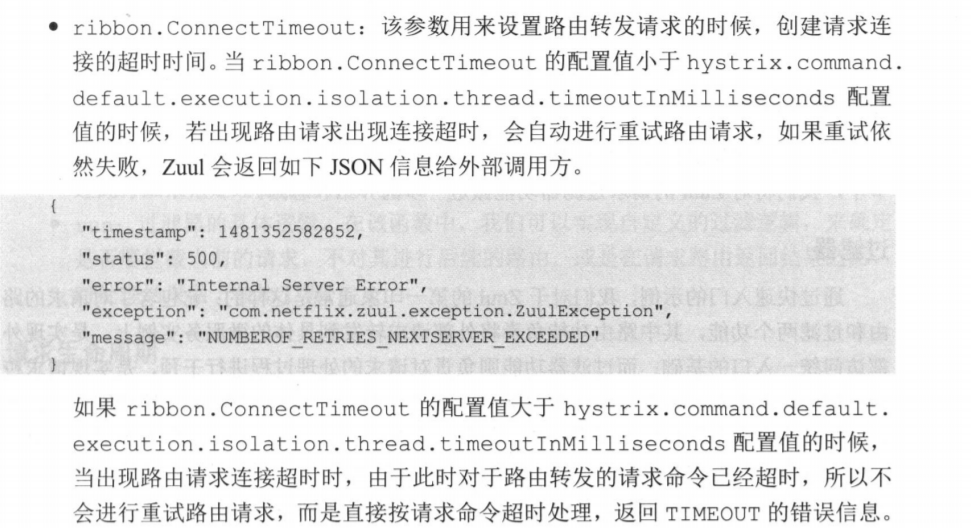 • ribbon.ConnectTimeout：该参数用来设置路由转发请求的时候，创建请求连
接的超时时间。当 ribbon.ConnectTimeout 的配置值小于 hystrix.command.
default.execution.isolation.thread.timeoutInMilliseconds 配置
值的时候，若出现路由请求出现连接超时，会自动进行重试路由请求，如果重试依
然失败，Zuul 会返回如下 JSON 信息给外部调用方。
{
"timestamp": 1481352582852,
"status": 500,
"error": "Internal Server Error",
"exception": "com.netflix.zuul.exception.ZuulException",
"message": "NUMBEROF_RETRIES_NEXTSERVER_EXCEEDED"
}
如果 ribbon.ConnectTimeout 的配置值大于 hystrix.command.default.
execution.isolation.thread.timeoutInMilliseconds 配置值的时候，
当出现路由请求连接超时时，由于此时对于路由转发的请求命令已经超时，所以不
会进行重试路由请求，而是直接按请求命令超时处理，返回 TIMEOUT 的错误信息。